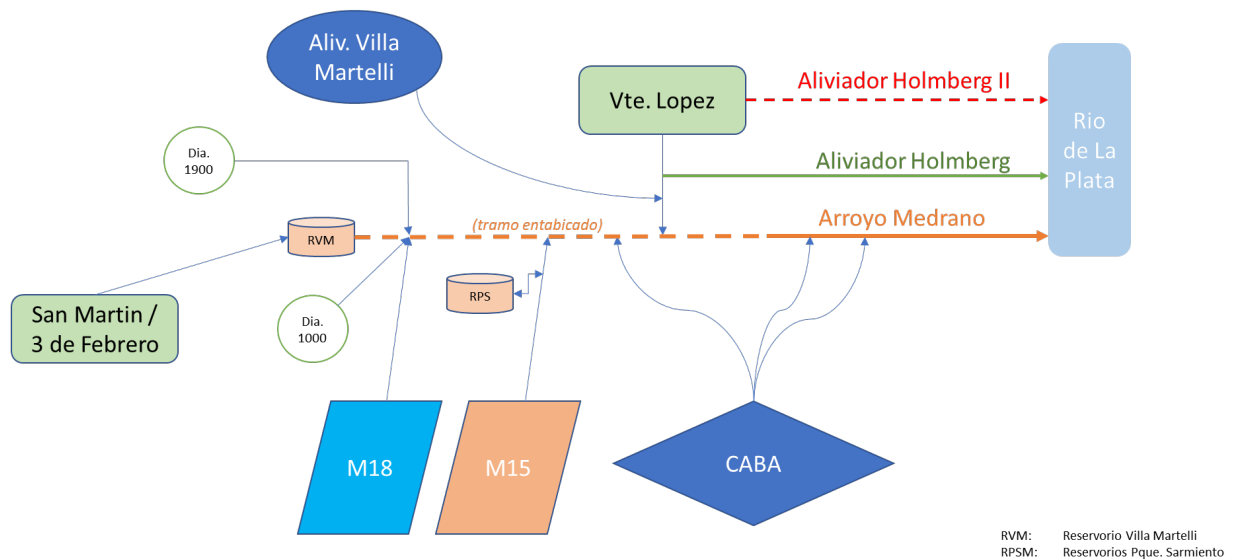 Aliv. Villa
Martelli
Vte. Lopez
Aliviador Holmberg II
Rio
de La
Plata
Dia.
1900
Aliviador Holmberg
(tramo entabicado)
Arroyo Medrano
RVM
RPS
San Martin /
3 de Febrero
Dia.
1000
M18
M15
CABA
RVM: Reservorio Villa Martelli
RPSM: Reservorios Pque. Sarmiento